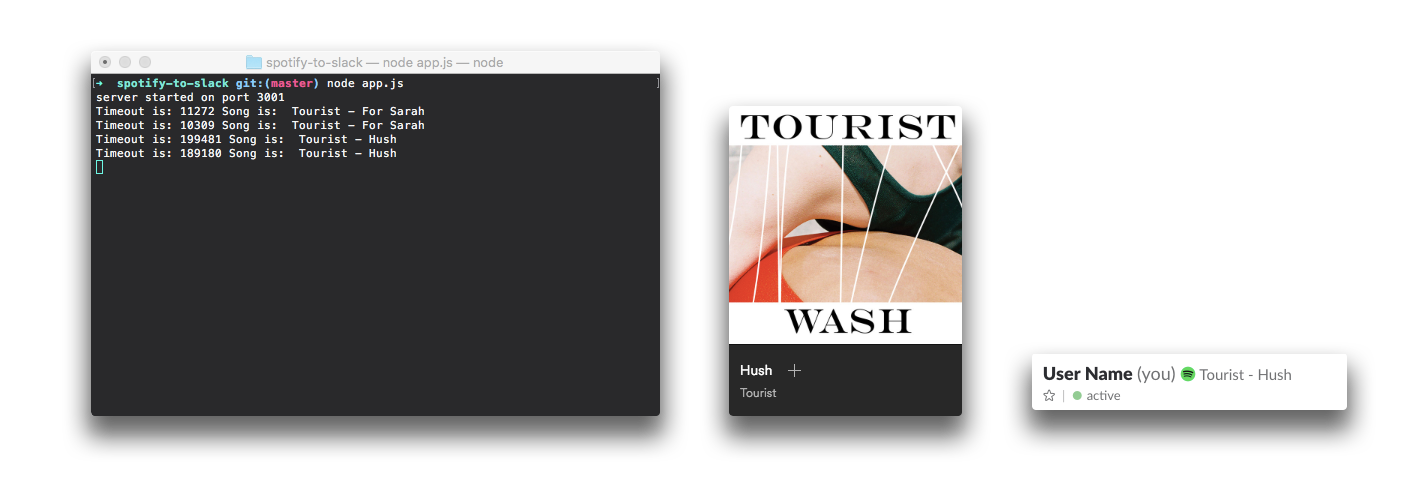 spotify-to-slack — node app.js — node
[➜  spotify-to-slack git:(master) node app.js ]
server started on port 3001
Timeout is: 11272 Song is:  Tourist - For Sarah
Timeout is: 10309 Song is:  Tourist - For Sarah
Timeout is: 199481 Song is:  Tourist - Hush
Timeout is: 189180 Song is:  Tourist - Hush
TOURIST
WASH
Hush
Tourist
User Name (you) Tourist - Hush
active